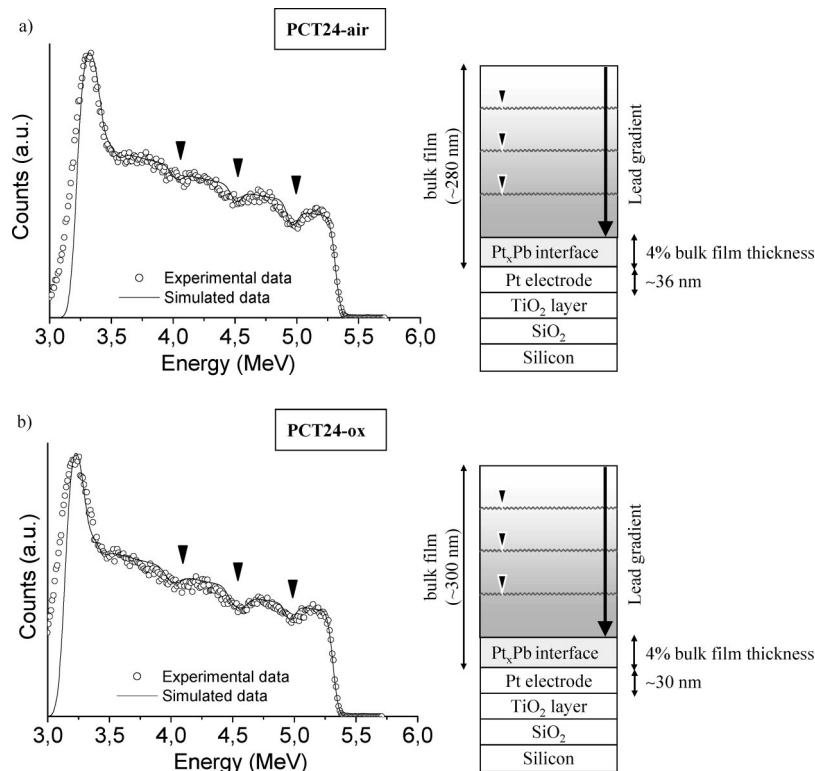 a)
PCT24-air
Counts (a.u.)
Experimental data
Simulated data
3,0 3,5 4,0 4,5 5,0 5,5 6,0
Energy (MeV)
bulk film
(~280 nm)
Lead gradient
PtₓPb interface
4% bulk film thickness
Pt electrode
~36 nm
TiO₂ layer
SiO₂
Silicon
b)
PCT24-ox
Counts (a.u.)
Experimental data
Simulated data
3,0 3,5 4,0 4,5 5,0 5,5 6,0
Energy (MeV)
bulk film
(~300 nm)
Lead gradient
PtₓPb interface
4% bulk film thickness
Pt electrode
~30 nm
TiO₂ layer
SiO₂
Silicon